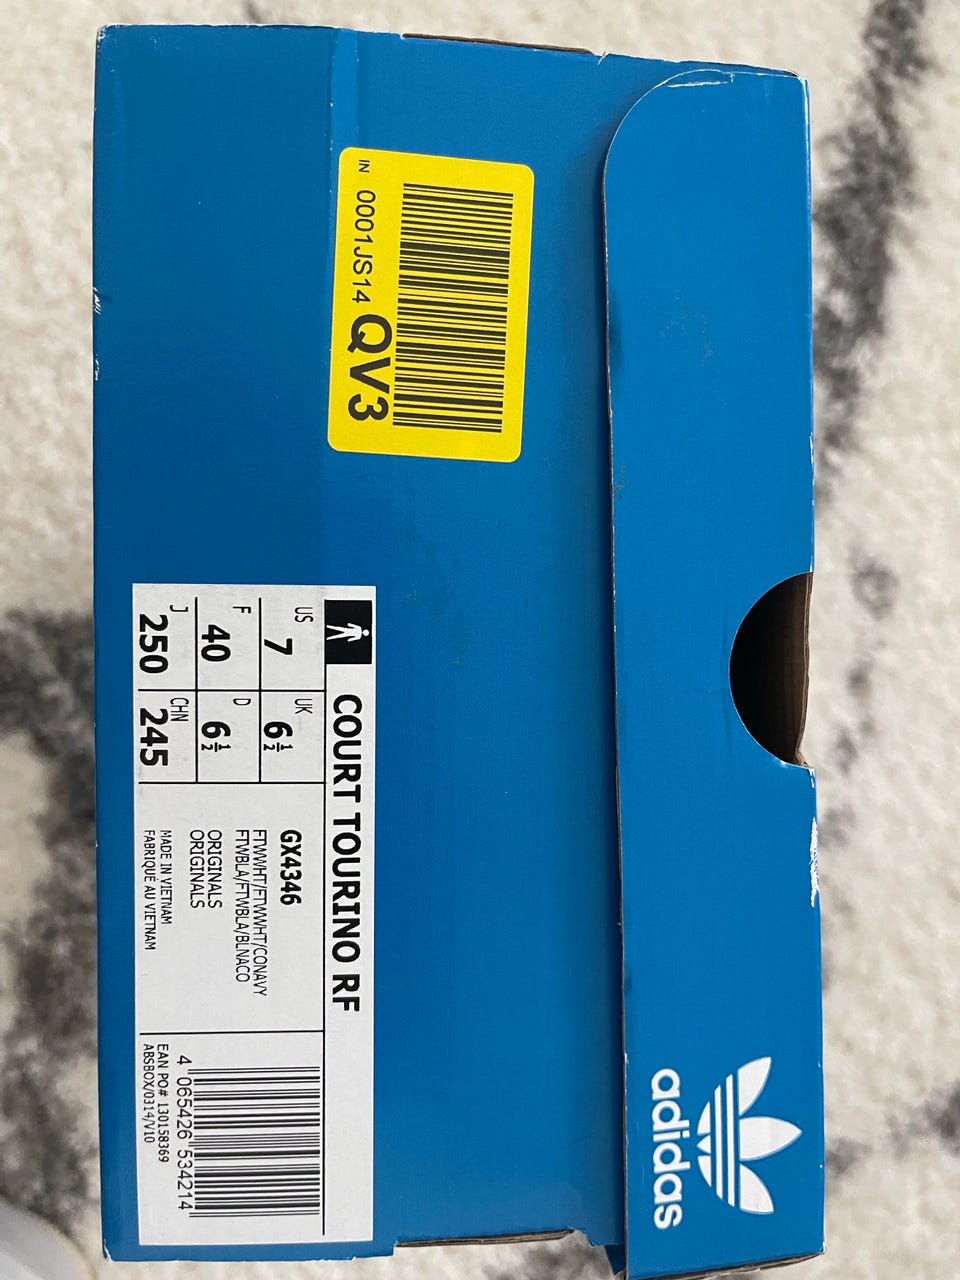 adidas
IN 0001JS14 QV3
COURT TOURINO RF
US 7
UK 6½
F 40
D 6½
J 250
CHN 245
GX4346
FTWWHT/FTWWHT/CONAVY
FTWBLA/FTWBLA/BLNACO
ORIGINALS
ORIGINALS
MADE IN VIETNAM
FABRIQUÉ AU VIETNAM
4 065426 534214
EAN PO# 130158369
ABSBOX/0314/V10